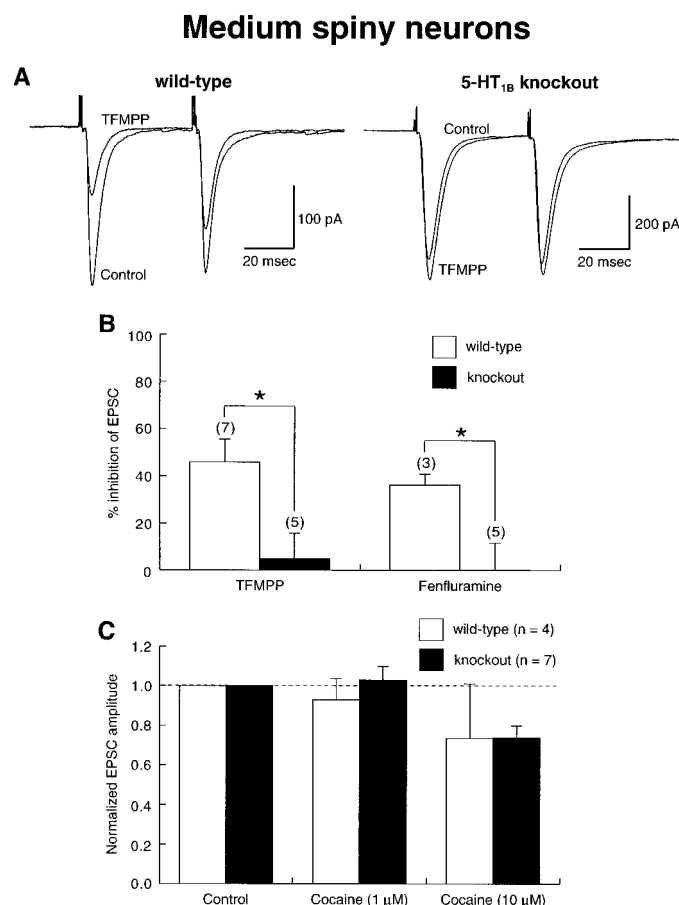 Medium spiny neurons
A
wild-type
5-HT1B knockout
TFMPP
Control
100 pA
20 msec
Control
TFMPP
200 pA
20 msec
B
% inhibition of EPSC
100
80
60
40
20
0
wild-type
knockout
*
(7)
(5)
*
(3)
(5)
TFMPP
Fenfluramine
C
Normalized EPSC amplitude
1.2
1.0
0.8
0.6
0.4
0.2
0.0
wild-type (n = 4)
knockout (n = 7)
Control
Cocaine (1 µM)
Cocaine (10 µM)